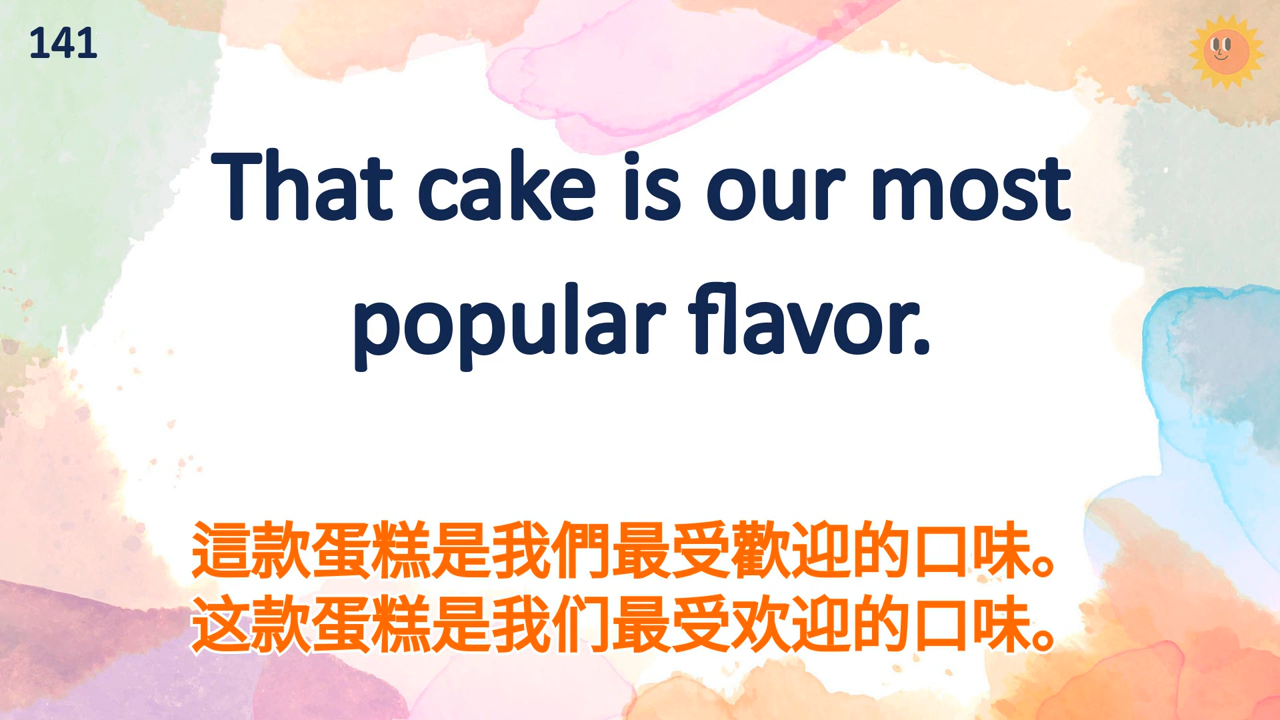 141
That cake is our most
popular flavor.
這款蛋糕是我們最受歡迎的口味。
这款蛋糕是我们最受欢迎的口味。